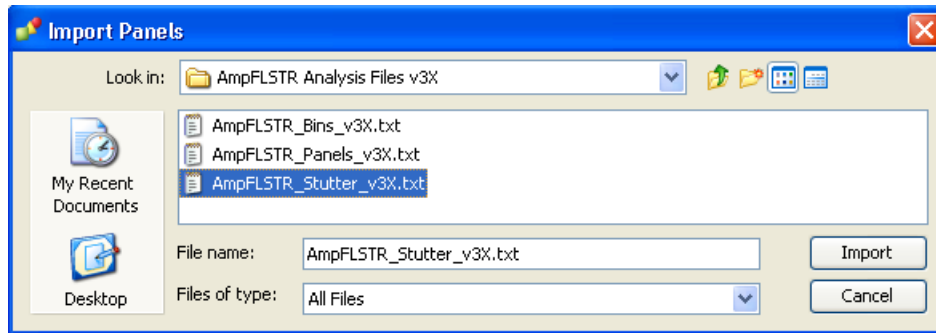 Import Panels
Look in: AmpFLSTR Analysis Files v3X
AmpFLSTR_Bins_v3X.txt
AmpFLSTR_Panels_v3X.txt
AmpFLSTR_Stutter_v3X.txt
My Recent
Documents
Desktop
File name: AmpFLSTR_Stutter_v3X.txt Import
Files of type: All Files Cancel